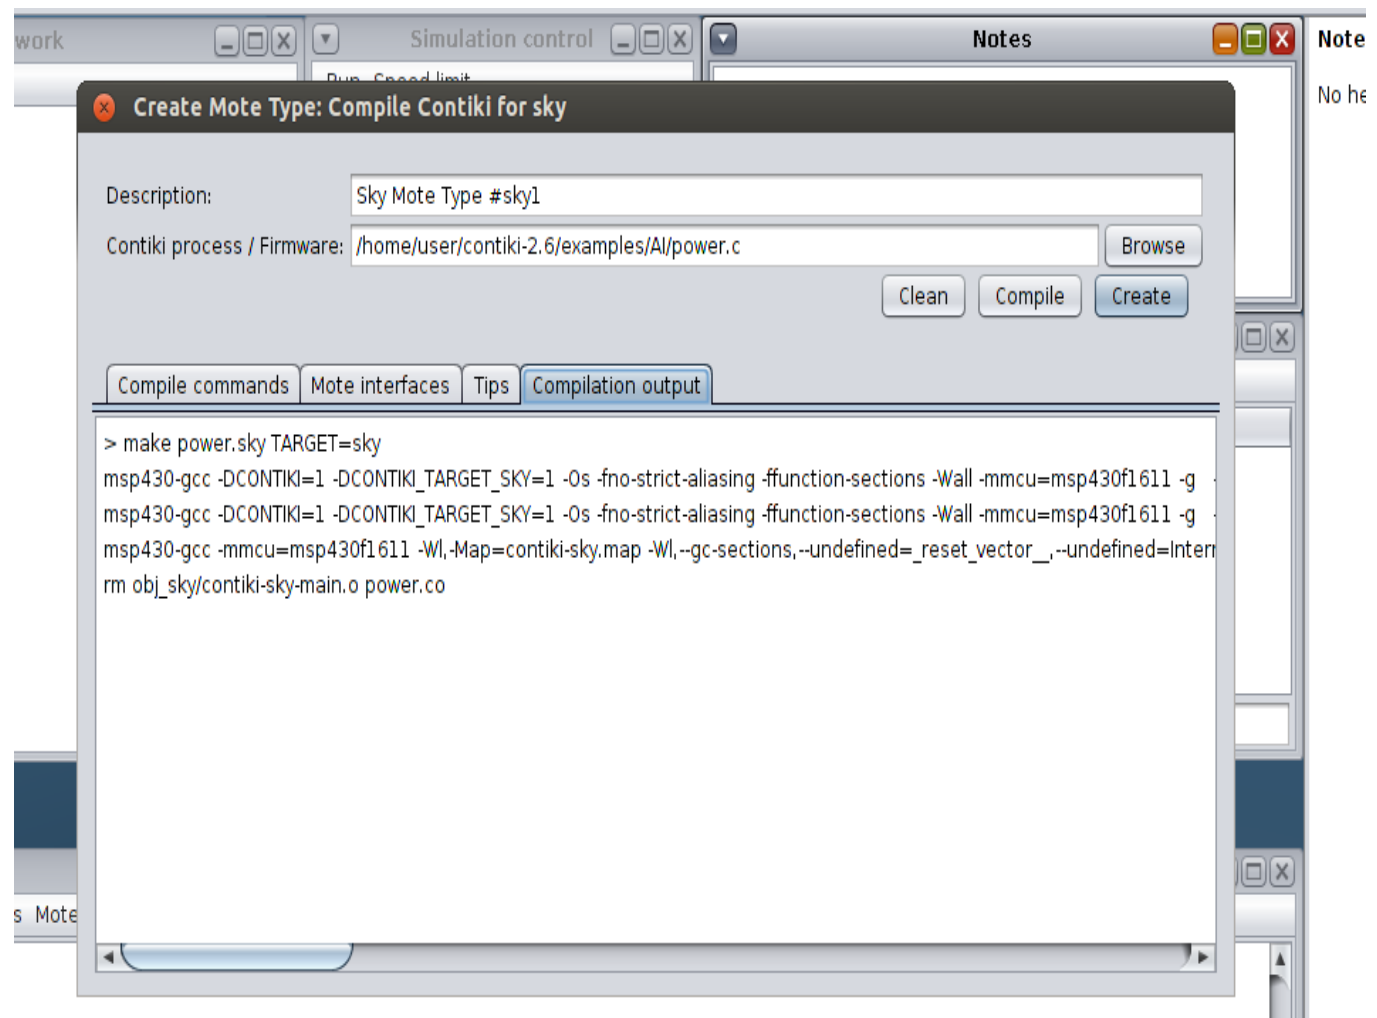 work
Simulation control
Notes
Note
Run Speed limit
No he
Create Mote Type: Compile Contiki for sky
Description:
Sky Mote Type #sky1
Contiki process / Firmware:
/home/user/contiki-2.6/examples/AI/power.c
Browse
Clean
Compile
Create
Compile commands
Mote interfaces
Tips
Compilation output
> make power.sky TARGET=sky
msp430-gcc -DCONTIKI=1 -DCONTIKI_TARGET_SKY=1 -Os -fno-strict-aliasing -ffunction-sections -Wall -mmcu=msp430f1611 -g -
msp430-gcc -DCONTIKI=1 -DCONTIKI_TARGET_SKY=1 -Os -fno-strict-aliasing -ffunction-sections -Wall -mmcu=msp430f1611 -g -
msp430-gcc -mmcu=msp430f1611 -Wl,-Map=contiki-sky.map -Wl,--gc-sections,--undefined=_reset_vector__,--undefined=Interr
rm obj_sky/contiki-sky-main.o power.co
s Mote